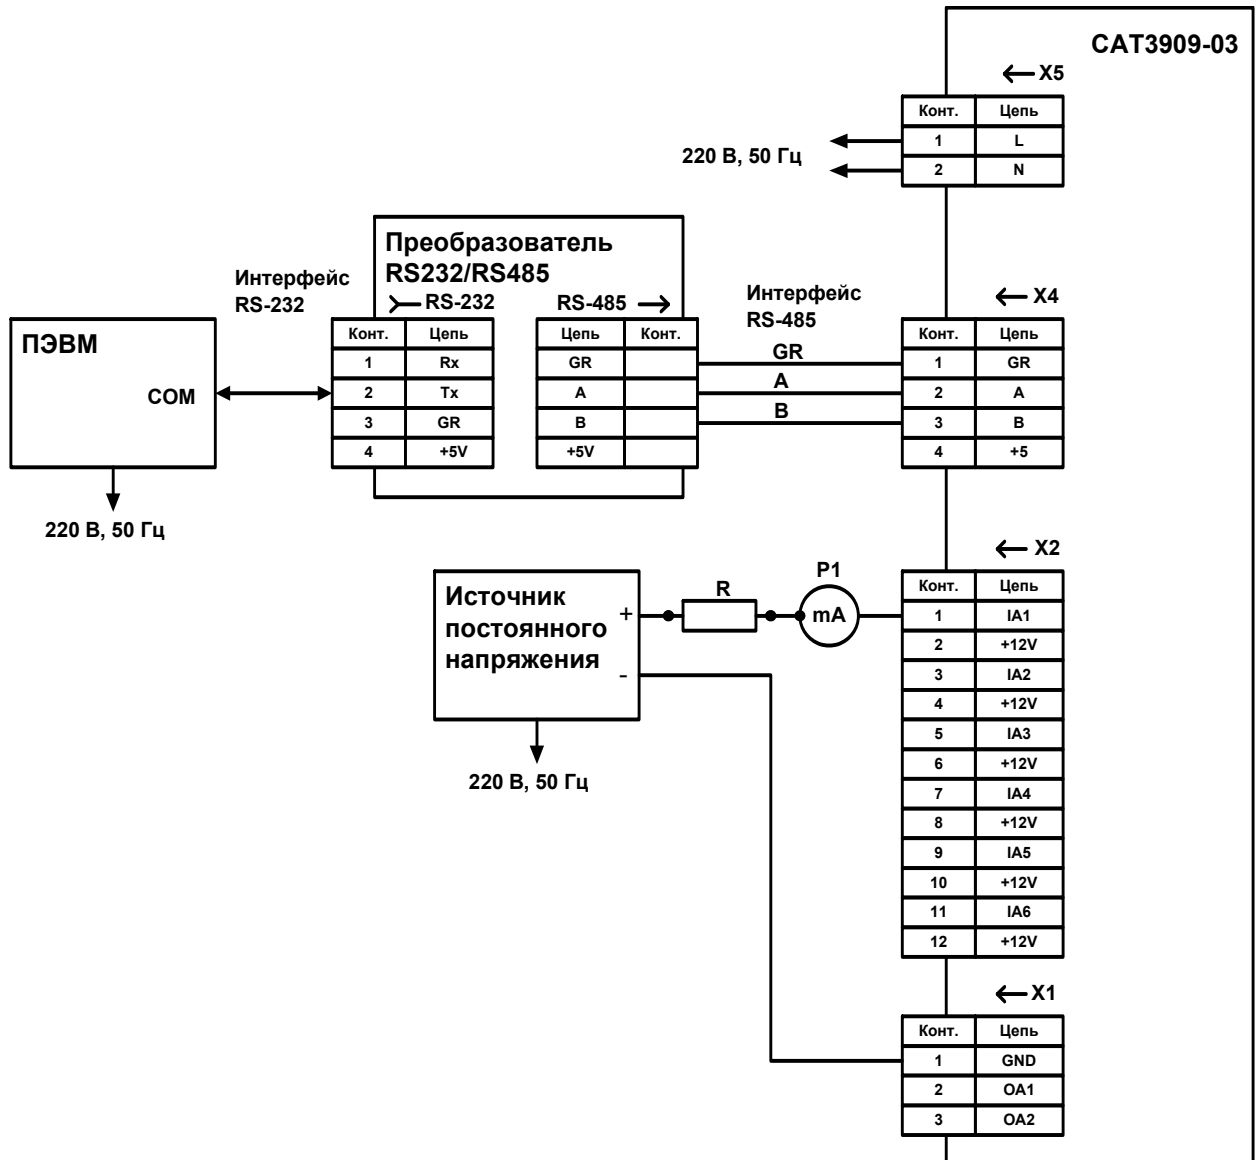 САТ3909-03
X5
Конт. Цепь
1 L
2 N
220 В, 50 Гц
Преобразователь
RS232/RS485
Интерфейс
RS-232
RS-232
RS-485
Интерфейс
RS-485
X4
ПЭВМ
COM
220 В, 50 Гц
Конт. Цепь
1 Rx
2 Tx
3 GR
4 +5V
Цепь Конт.
GR
A
B
+5V
GR
A
B
Конт. Цепь
1 GR
2 A
3 B
4 +5
X2
Источник
постоянного
напряжения
+
-
220 В, 50 Гц
R
P1
mA
Конт. Цепь
1 IA1
2 +12V
3 IA2
4 +12V
5 IA3
6 +12V
7 IA4
8 +12V
9 IA5
10 +12V
11 IA6
12 +12V
X1
Конт. Цепь
1 GND
2 OA1
3 OA2